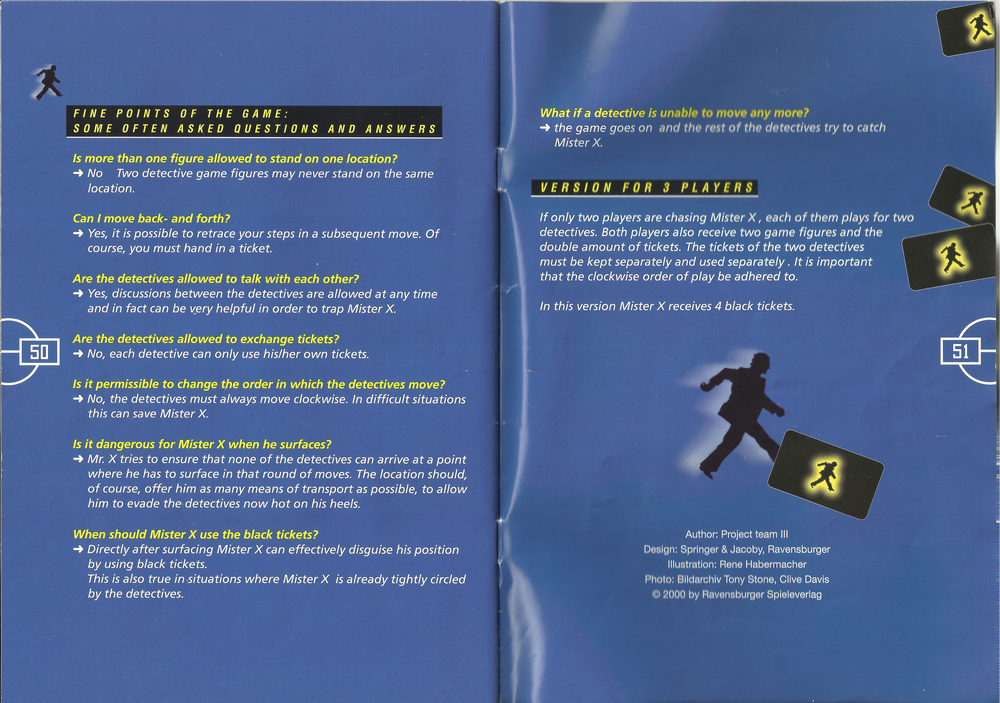 FINE POINTS OF THE GAME:
SOME OFTEN ASKED QUESTIONS AND ANSWERS
Is more than one figure allowed to stand on one location?
➜ No Two detective game figures may never stand on the same
location.
Can I move back- and forth?
➜ Yes, it is possible to retrace your steps in a subsequent move. Of
course, you must hand in a ticket.
Are the detectives allowed to talk with each other?
➜ Yes, discussions between the detectives are allowed at any time
and in fact can be very helpful in order to trap Mister X.
Are the detectives allowed to exchange tickets?
➜ No, each detective can only use his/her own tickets.
Is it permissible to change the order in which the detectives move?
➜ No, the detectives must always move clockwise. In difficult situations
this can save Mister X.
Is it dangerous for Mister X when he surfaces?
➜ Mr. X tries to ensure that none of the detectives can arrive at a point
where he has to surface in that round of moves. The location should,
of course, offer him as many means of transport as possible, to allow
him to evade the detectives now hot on his heels.
When should Mister X use the black tickets?
➜ Directly after surfacing Mister X can effectively disguise his position
by using black tickets.
This is also true in situations where Mister X is already tightly circled
by the detectives.
50
What if a detective is unable to move any more?
➜ the game goes on and the rest of the detectives try to catch
Mister X.
VERSION FOR 3 PLAYERS
If only two players are chasing Mister X , each of them plays for two
detectives. Both players also receive two game figures and the
double amount of tickets. The tickets of the two detectives
must be kept separately and used separately . It is important
that the clockwise order of play be adhered to.
In this version Mister X receives 4 black tickets.
51
Author: Project team III
Design: Springer & Jacoby, Ravensburger
Illustration: Rene Habermacher
Photo: Bildarchiv Tony Stone, Clive Davis
© 2000 by Ravensburger Spieleverlag